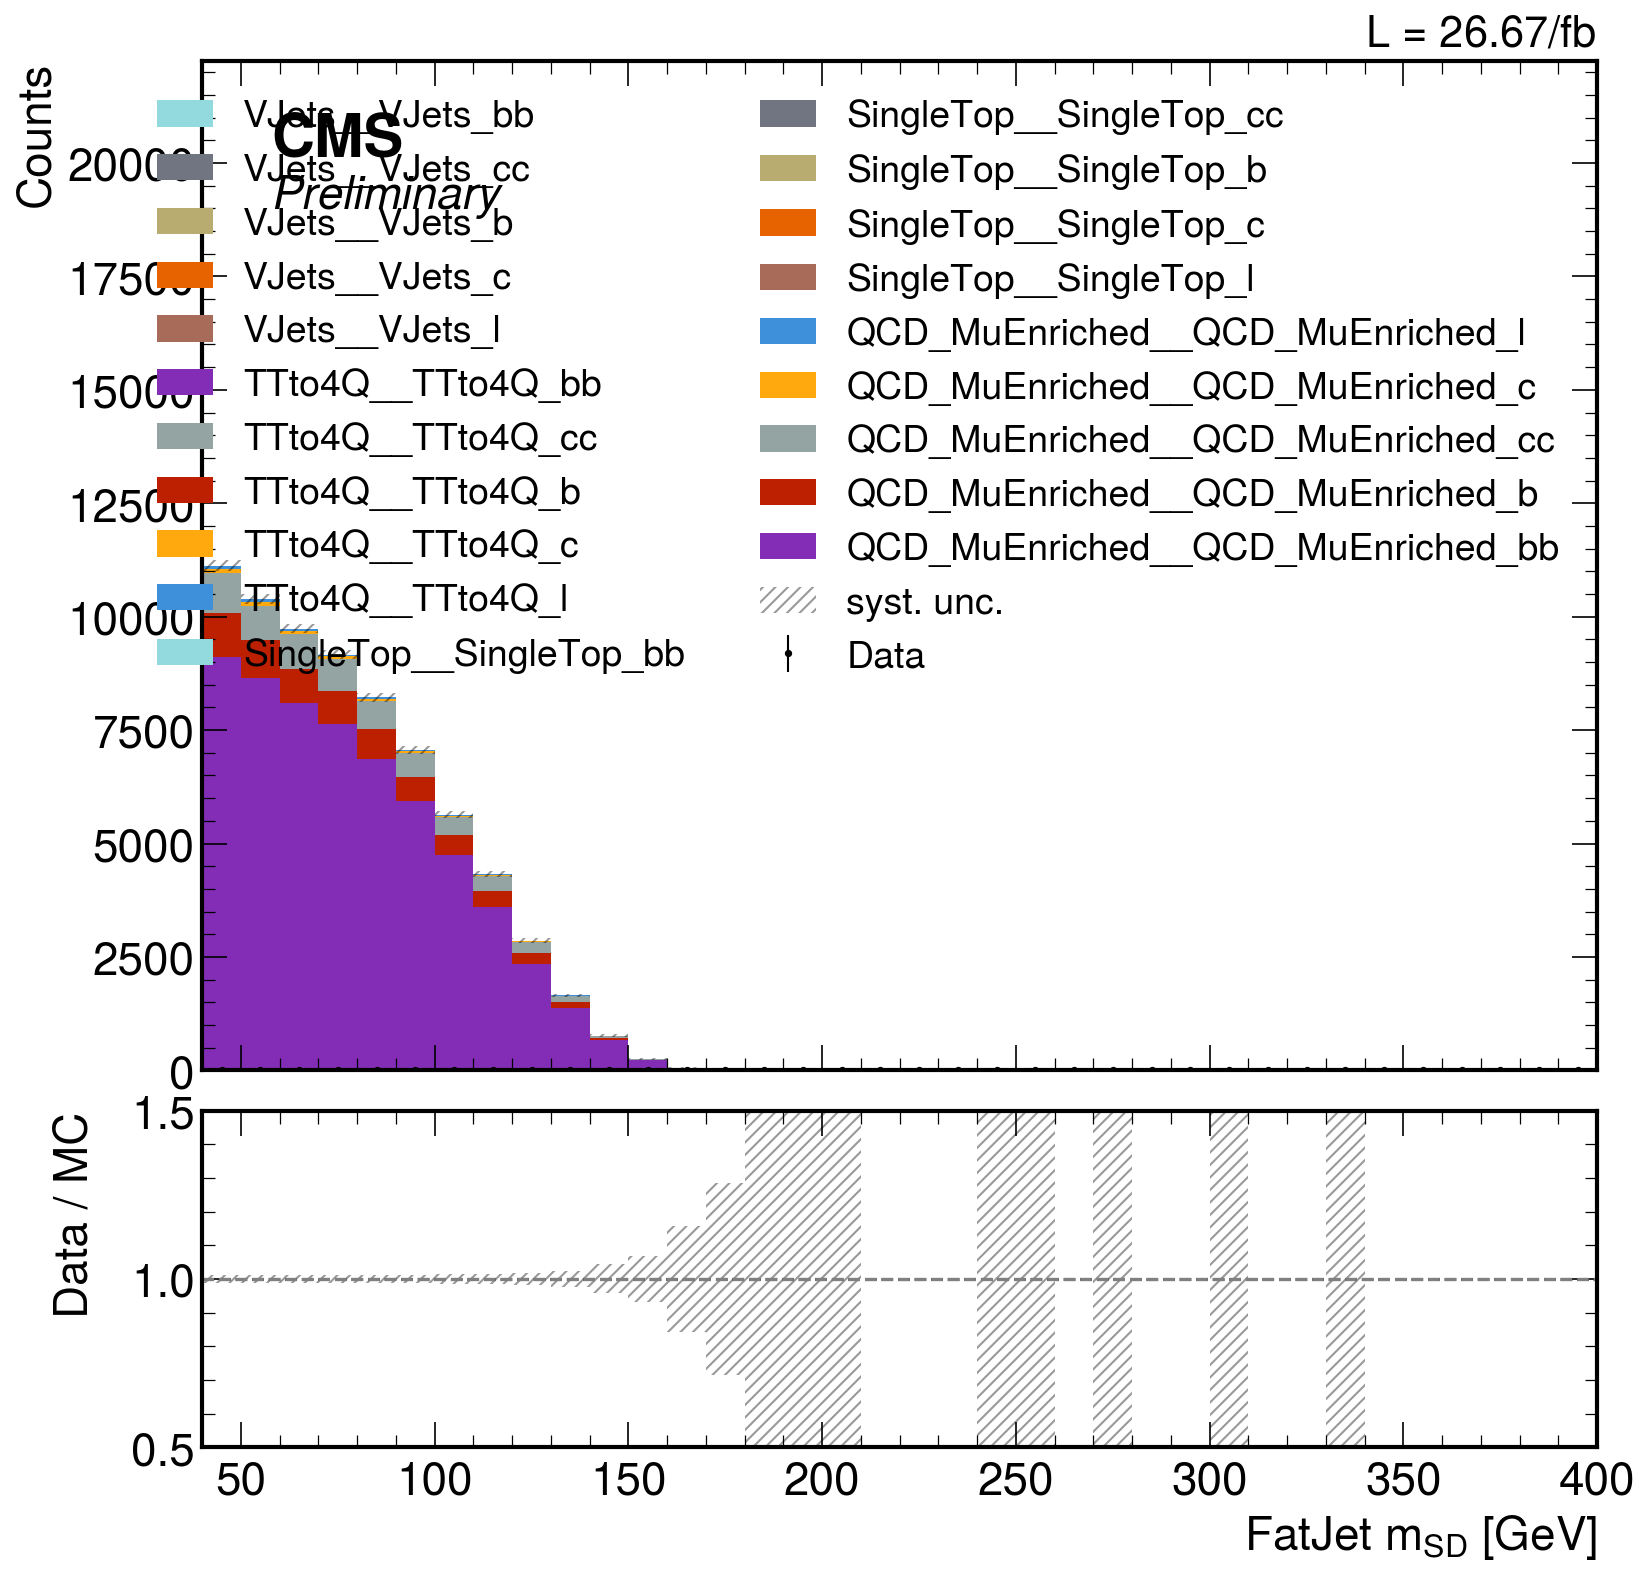 L = 26.67/fb
Counts
CMS
Preliminary
VJets__VJets_bb
VJets__VJets_cc
VJets__VJets_b
VJets__VJets_c
VJets__VJets_l
TTto4Q__TTto4Q_bb
TTto4Q__TTto4Q_cc
TTto4Q__TTto4Q_b
TTto4Q__TTto4Q_c
TTto4Q__TTto4Q_l
SingleTop__SingleTop_bb
SingleTop__SingleTop_cc
SingleTop__SingleTop_b
SingleTop__SingleTop_c
SingleTop__SingleTop_l
QCD_MuEnriched__QCD_MuEnriched_l
QCD_MuEnriched__QCD_MuEnriched_c
QCD_MuEnriched__QCD_MuEnriched_cc
QCD_MuEnriched__QCD_MuEnriched_b
QCD_MuEnriched__QCD_MuEnriched_bb
syst. unc.
Data
20000
17500
15000
12500
10000
7500
5000
2500
0
Data / MC
1.5
1.0
0.5
50 100 150 200 250 300 350 400
FatJet m_SD [GeV]